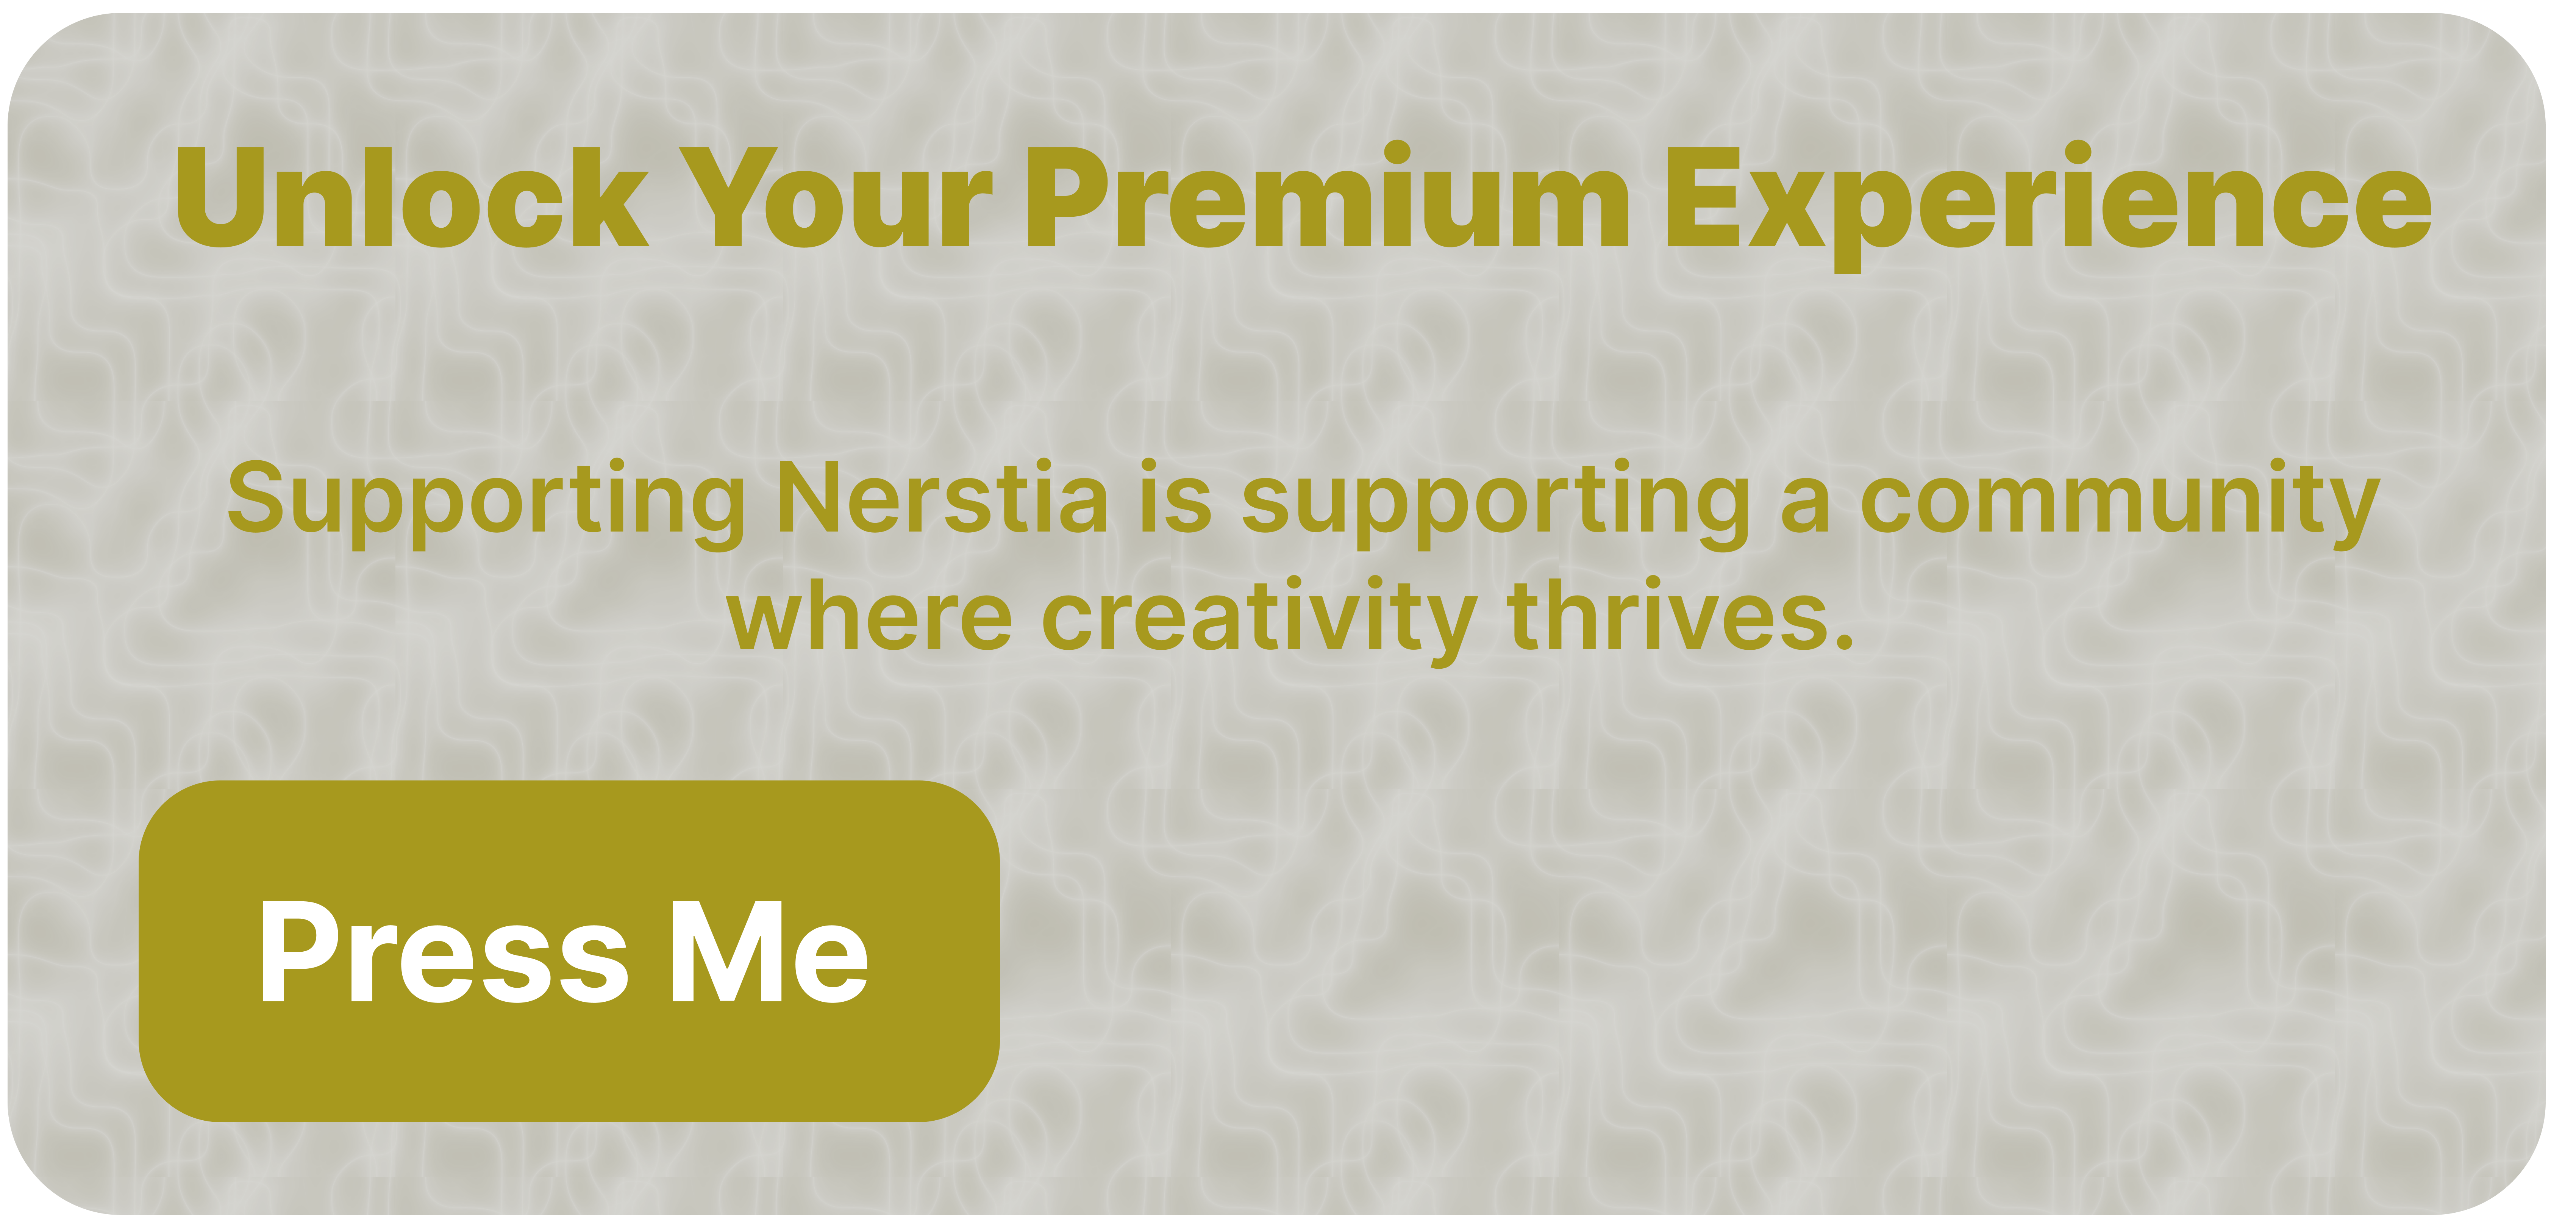 Unlock Your Premium Experience
Supporting Nerstia is supporting a community
where creativity thrives.
Press Me